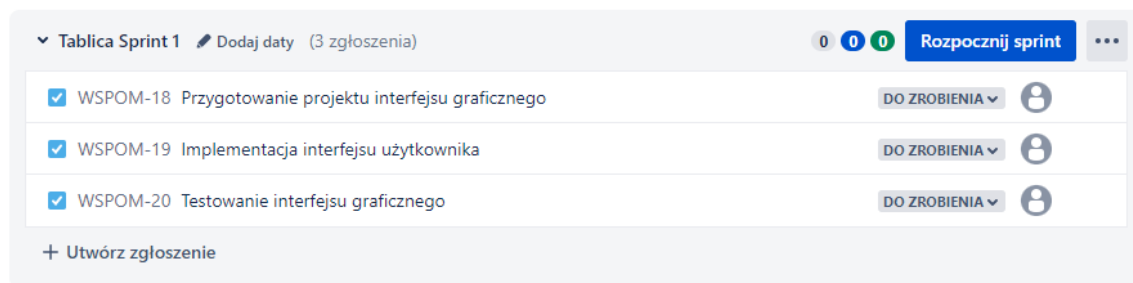 Tablica Sprint 1 Dodaj daty (3 zgłoszenia) 0 0 0 Rozpocznij sprint
WSPOM-18 Przygotowanie projektu interfejsu graficznego DO ZROBIENIA
WSPOM-19 Implementacja interfejsu użytkownika DO ZROBIENIA
WSPOM-20 Testowanie interfejsu graficznego DO ZROBIENIA
+ Utwórz zgłoszenie